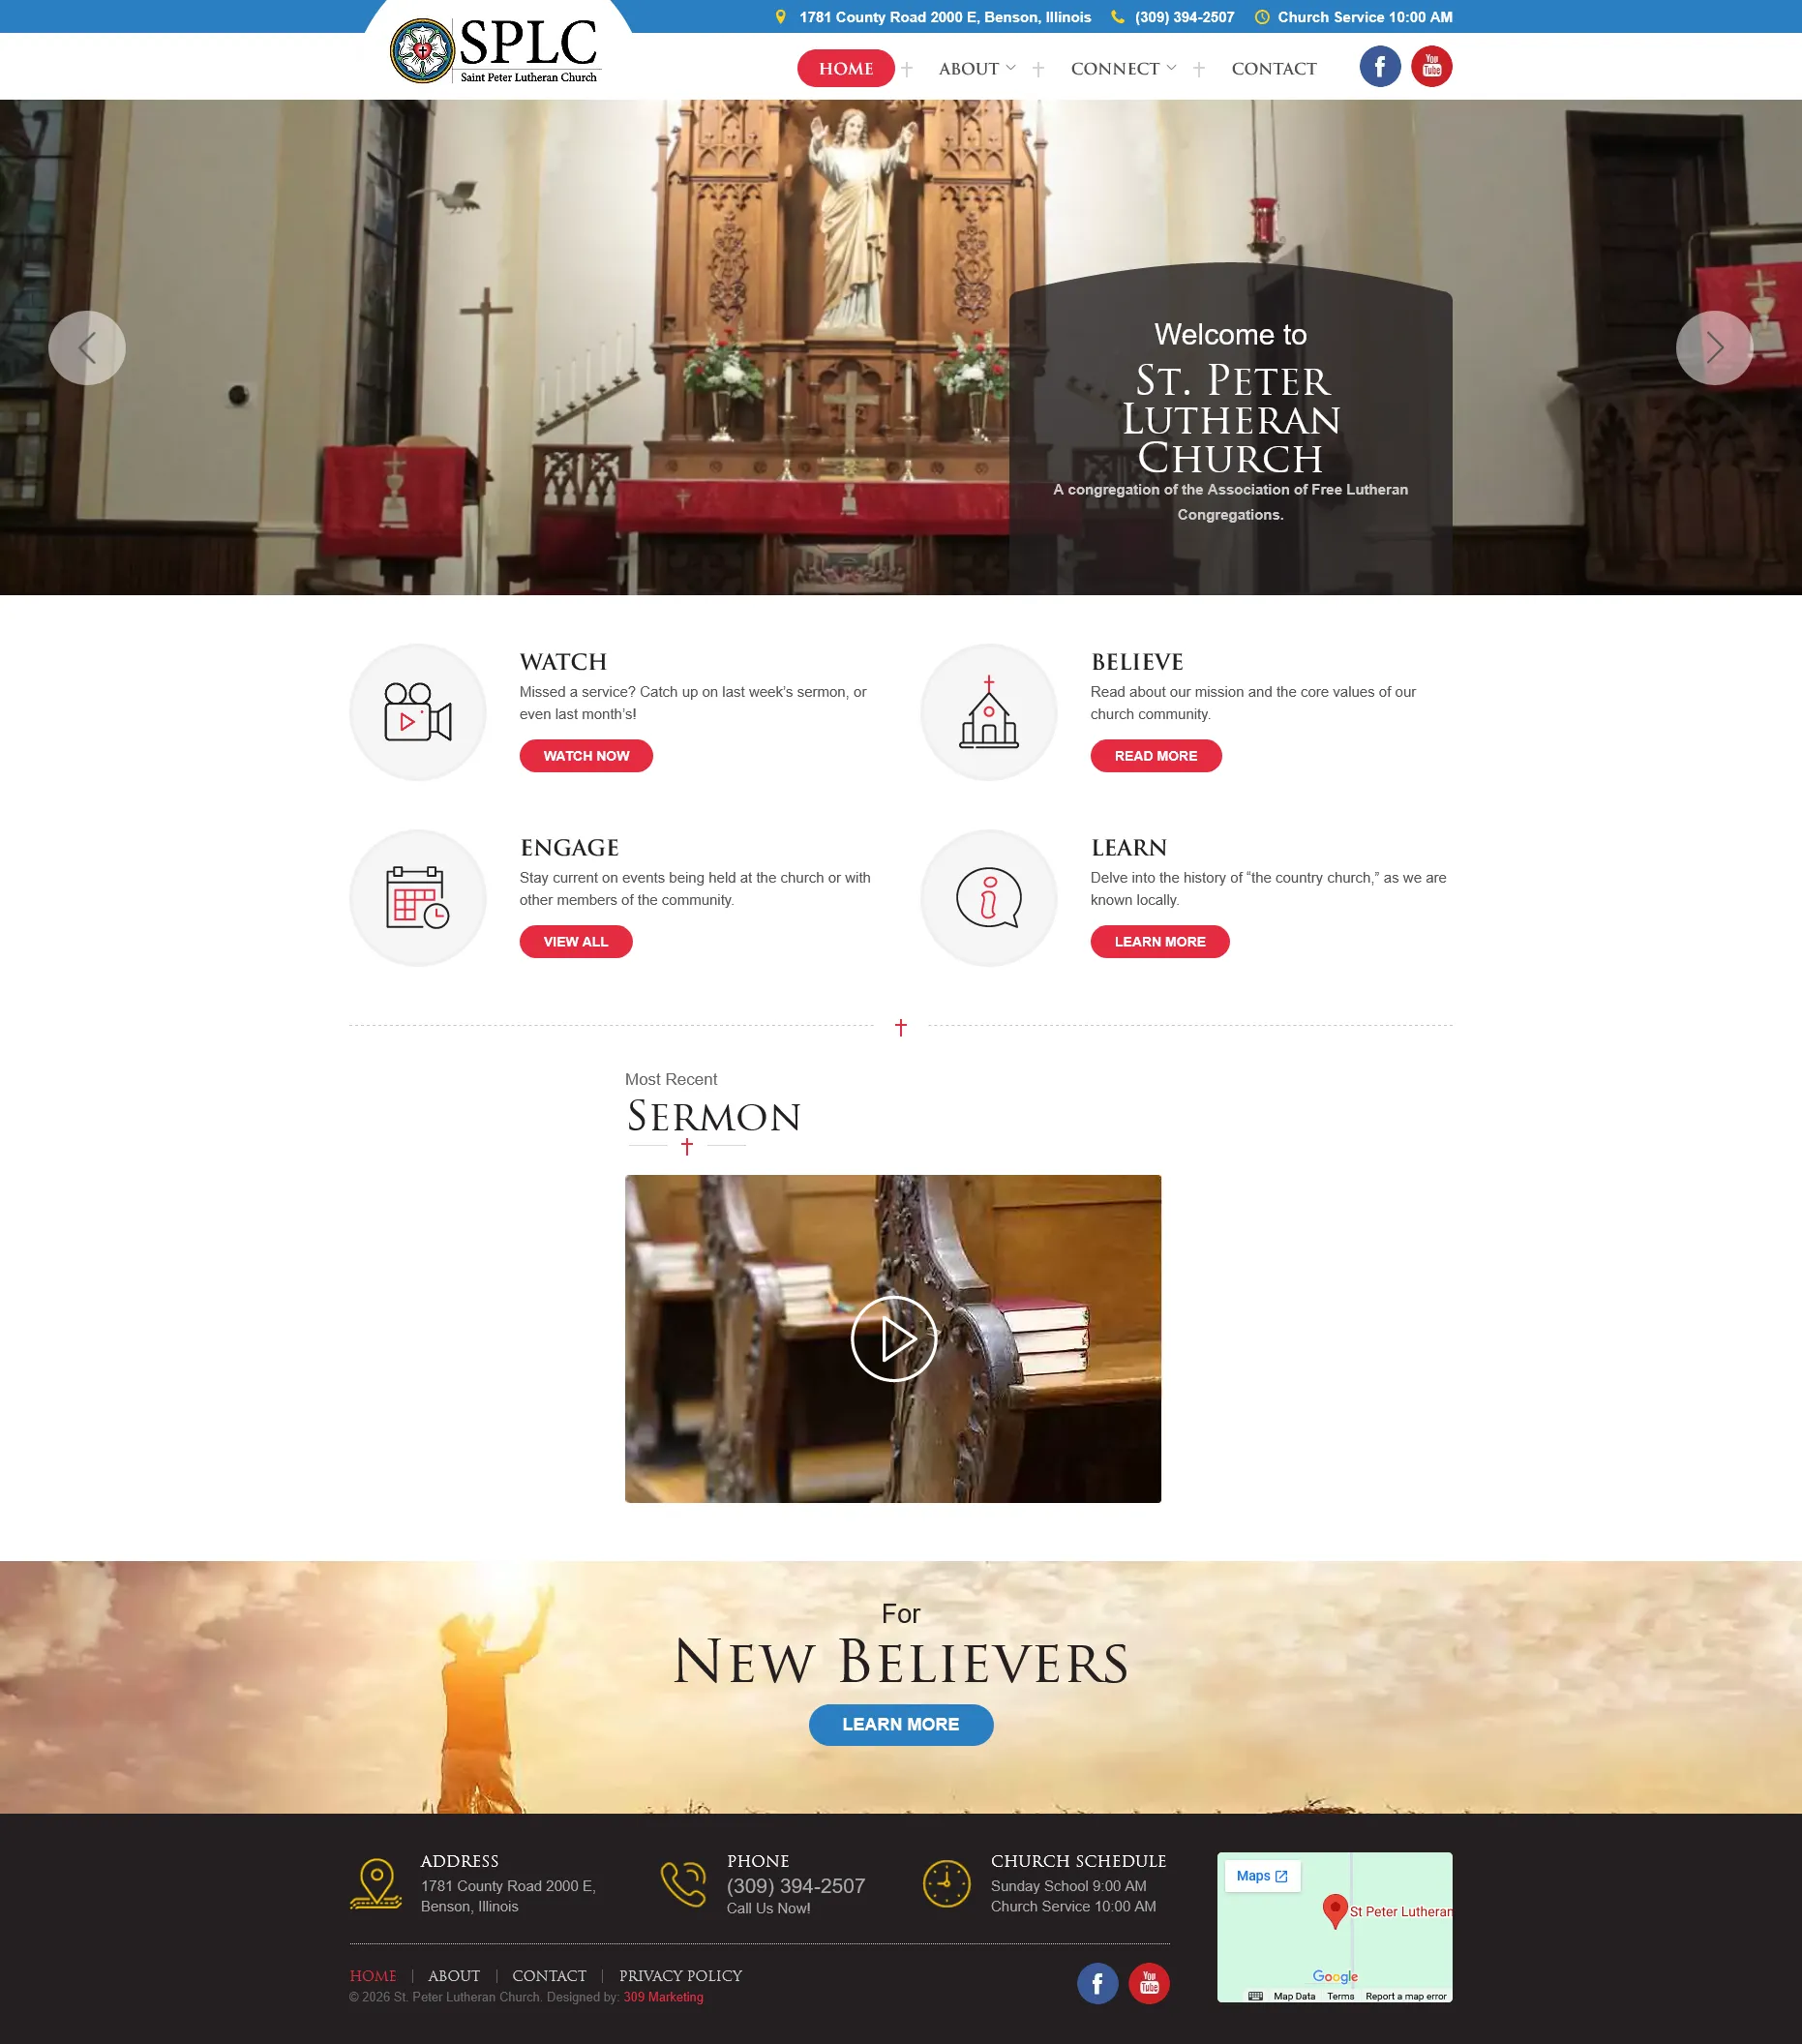 1781 County Road 2000 E, Benson, Illinois (309) 394-2507 Church Service 10:00 AM
SPLC
Saint Peter Lutheran Church
HOME ABOUT CONNECT CONTACT
You
Tube
Welcome to
St. Peter
Lutheran
Church
A congregation of the Association of Free Lutheran
Congregations.
WATCH
Missed a service? Catch up on last week’s sermon, or
even last month’s!
WATCH NOW
BELIEVE
Read about our mission and the core values of our
church community.
READ MORE
ENGAGE
Stay current on events being held at the church or with
other members of the community.
VIEW ALL
LEARN
Delve into the history of “the country church,” as we are
known locally.
LEARN MORE
Most Recent
Sermon
For
New Believers
LEARN MORE
ADDRESS
1781 County Road 2000 E,
Benson, Illinois
PHONE
(309) 394-2507
Call Us Now!
CHURCH SCHEDULE
Sunday School 9:00 AM
Church Service 10:00 AM
Maps
St Peter Lutheran
Google
Map Data Terms Report a map error
HOME | ABOUT | CONTACT | PRIVACY POLICY
© 2026 St. Peter Lutheran Church. Designed by: 309 Marketing
You
Tube